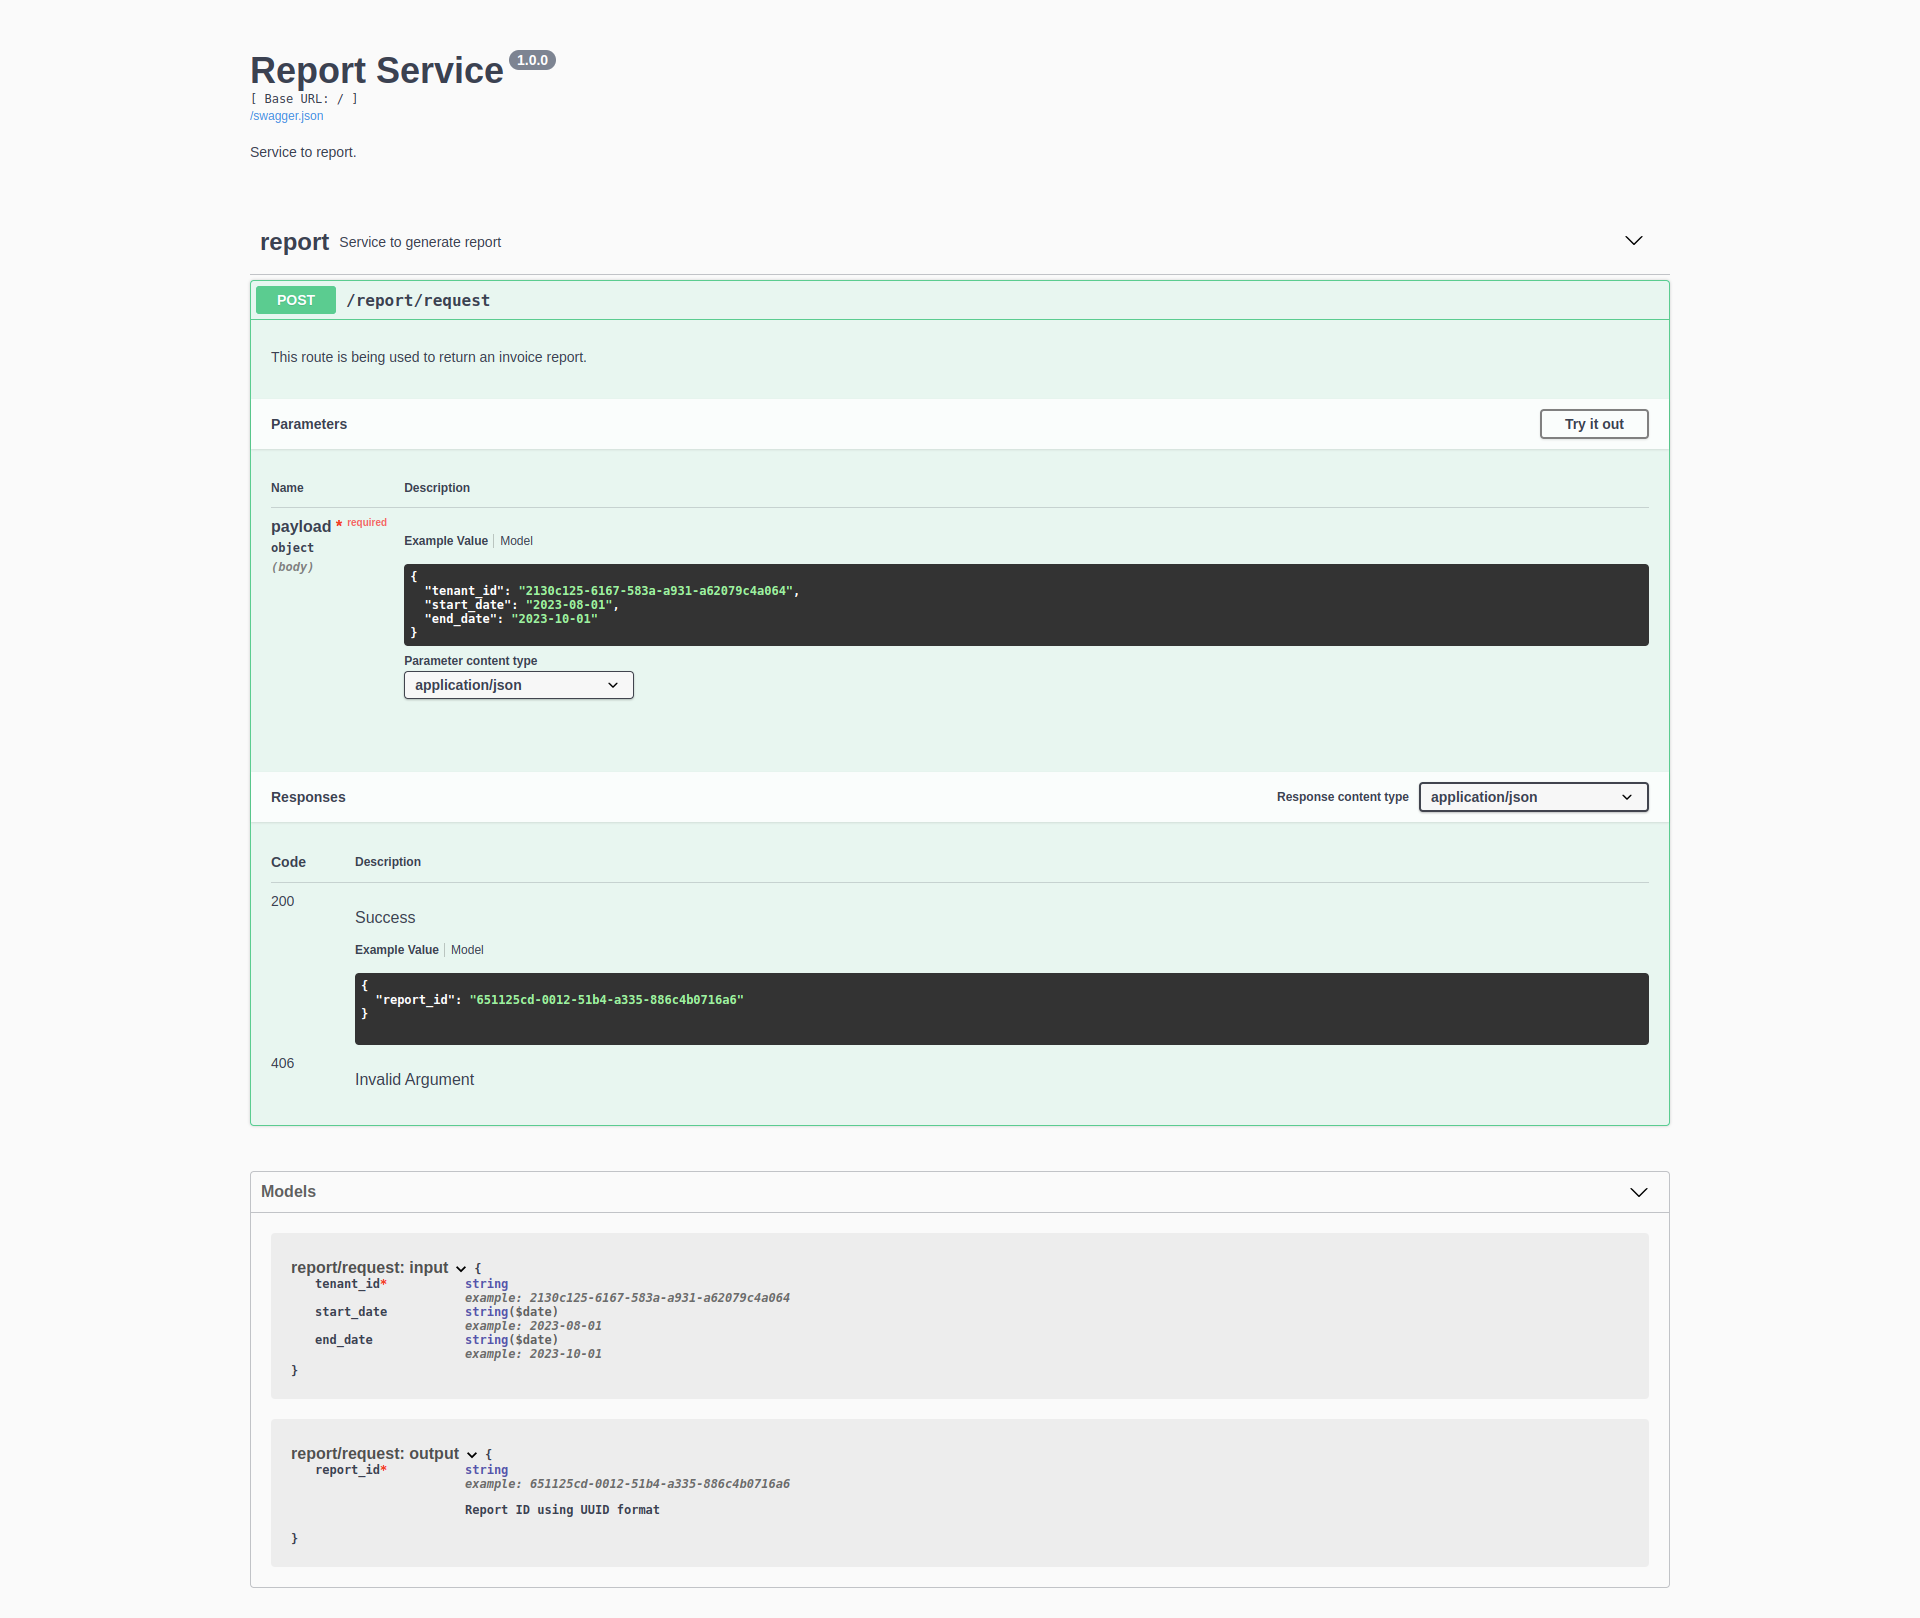 Report Service 1.0.0
[ Base URL: / ]
/swagger.json
Service to report.
report Service to generate report
POST /report/request
This route is being used to return an invoice report.
Parameters Try it out
Name Description
payload * required
object
(body)
Example Value Model
{
"tenant_id": "2130c125-6167-583a-a931-a62079c4a064",
"start_date": "2023-08-01",
"end_date": "2023-10-01"
}
Parameter content type
application/json
Responses Response content type application/json
Code Description
200
Success
Example Value Model
{
"report_id": "651125cd-0012-51b4-a335-886c4b0716a6"
}
406
Invalid Argument
Models
report/request: input {
tenant_id* string
example: 2130c125-6167-583a-a931-a62079c4a064
start_date string($date)
example: 2023-08-01
end_date string($date)
example: 2023-10-01
}
report/request: output {
report_id* string
example: 651125cd-0012-51b4-a335-886c4b0716a6
Report ID using UUID format
}